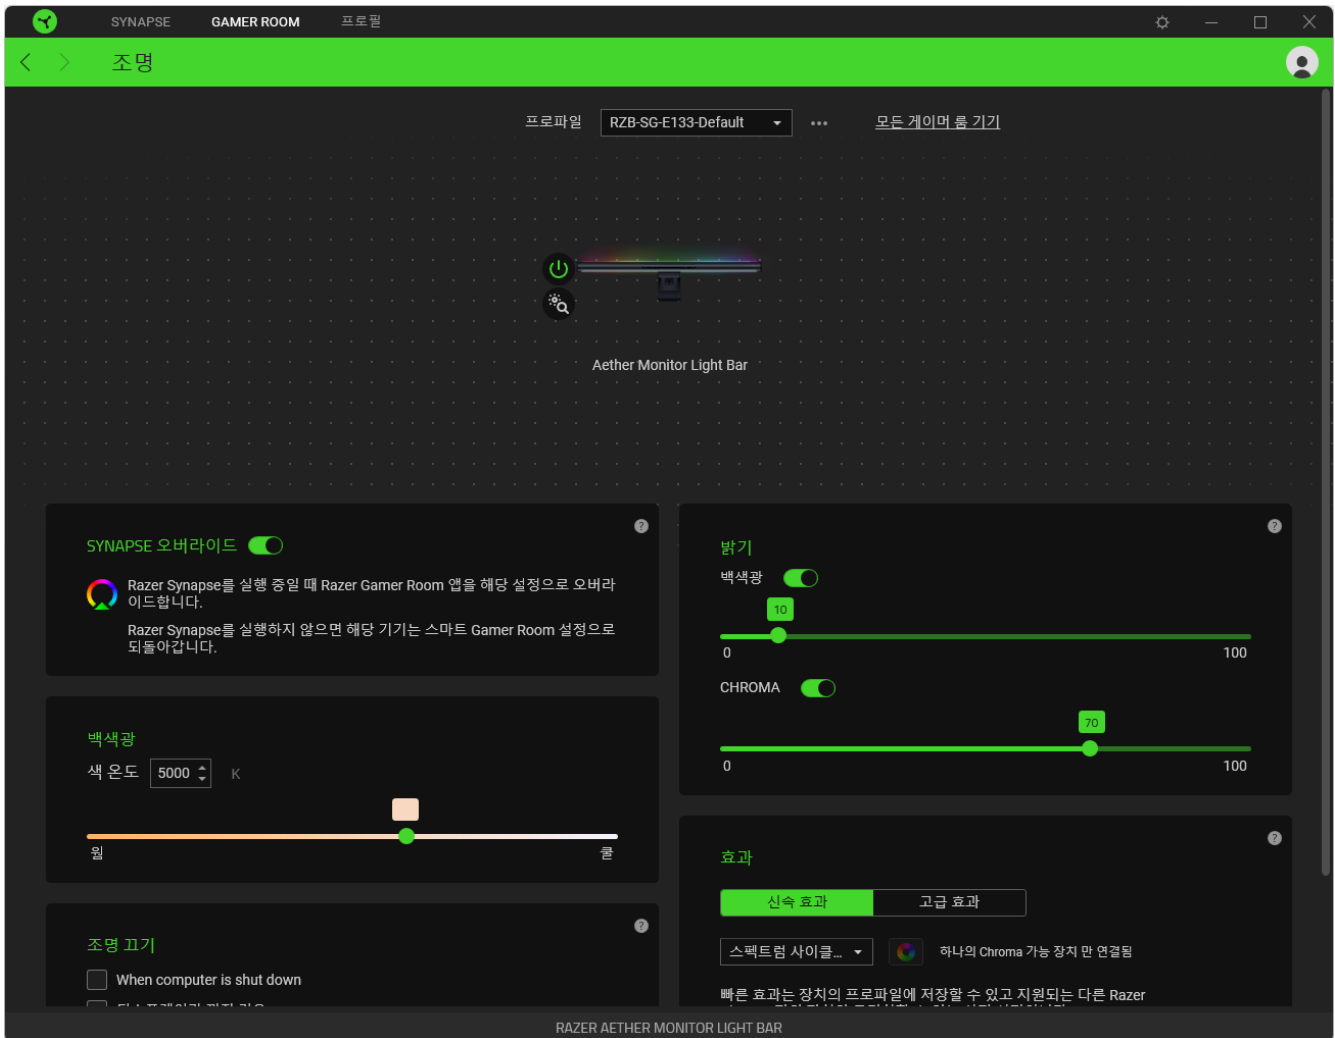 SYNAPSE GAMER ROOM 프로필
조명
프로파일 RZB-SG-E133-Default 모든 게이머 룸 기기
Aether Monitor Light Bar
SYNAPSE 오버라이드
Razer Synapse를 실행 중일 때 Razer Gamer Room 앱을 해당 설정으로 오버라
이드합니다.
Razer Synapse를 실행하지 않으면 해당 기기는 스마트 Gamer Room 설정으로
되돌아갑니다.
백색광
색 온도 5000 K
웜 쿨
조명 끄기
When computer is shut down
?
밝기
백색광
10
0 100
CHROMA
70
0 100
?
효과
신속 효과 고급 효과
스펙트럼 사이클... 하나의 Chroma 가능 장치 만 연결됨
빠른 효과는 장치의 프로파일에 저장할 수 있고 지원되는 다른 Razer
RAZER AETHER MONITOR LIGHT BAR